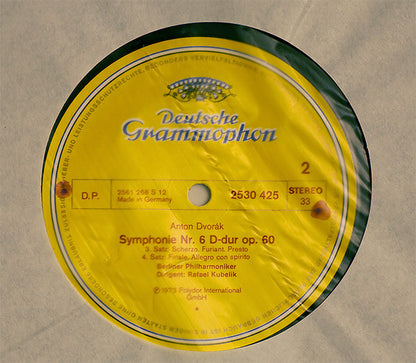 Deutsche
Grammophon
2
D.P.
2561 268 S 12
Made in Germany
2530 425
STEREO
33
Anton Dvořák
Symphonie Nr. 6 D-dur op. 60
3. Satz: Scherzo. Furiant. Presto
4. Satz: Finale. Allegro con spirito
Berliner Philharmoniker
Dirigent: Rafael Kubelik
℗ 1973 Polydor International
GmbH